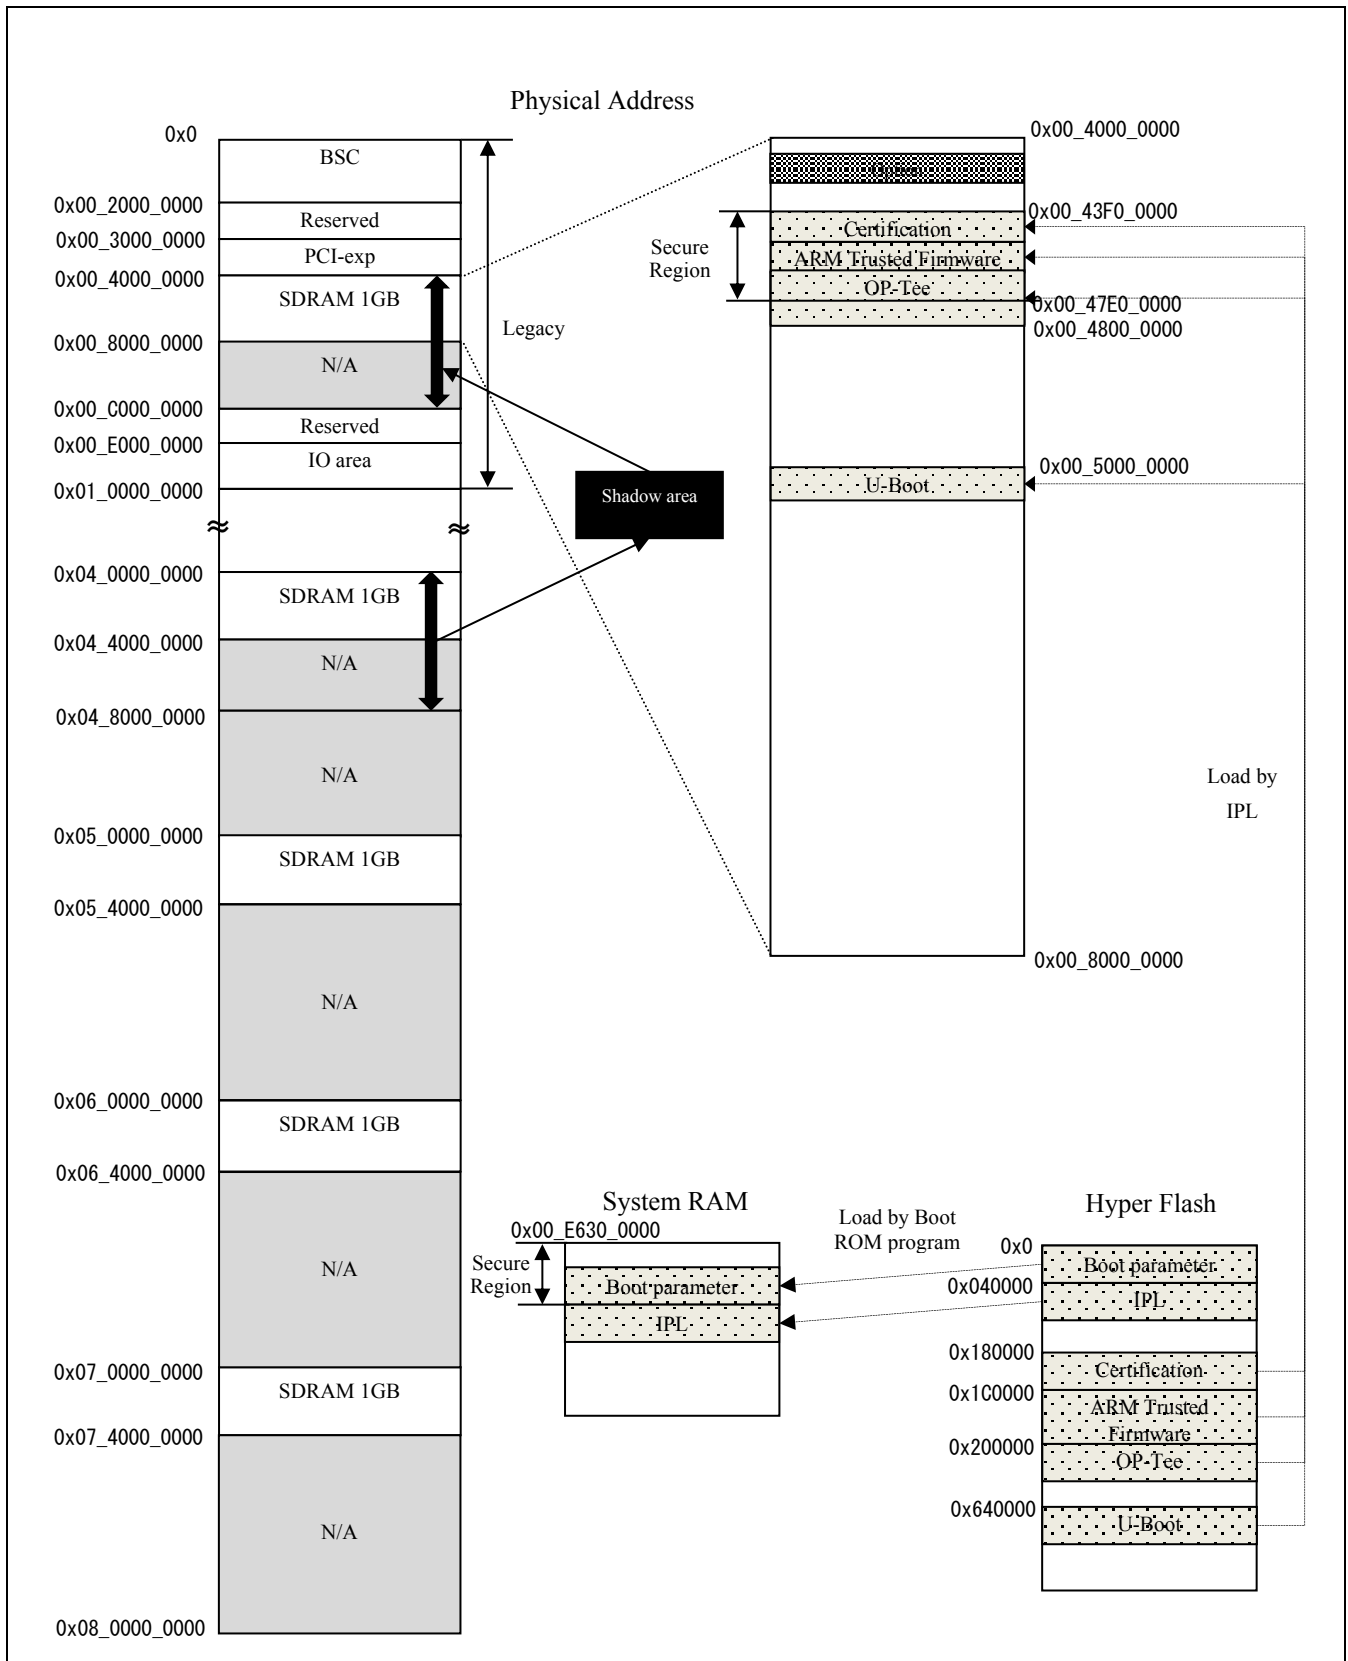 Physical Address
0x0
BSC
0x00_2000_0000
Reserved
0x00_3000_0000
PCI-exp
0x00_4000_0000
SDRAM 1GB
0x00_8000_0000
N/A
0x00_C000_0000
Reserved
0x00_E000_0000
IO area
0x01_0000_0000
Legacy
Shadow area
0x04_0000_0000
SDRAM 1GB
0x04_4000_0000
N/A
0x04_8000_0000
N/A
0x05_0000_0000
SDRAM 1GB
0x05_4000_0000
N/A
0x06_0000_0000
SDRAM 1GB
0x06_4000_0000
N/A
0x07_0000_0000
SDRAM 1GB
0x07_4000_0000
N/A
0x08_0000_0000
0x00_4000_0000
0x00_43F0_0000
Secure
Region
Certification
ARM Trusted Firmware
OP-Tee
0x00_47E0_0000
0x00_4800_0000
0x00_5000_0000
U-Boot
0x00_8000_0000
Load by
IPL
System RAM
0x00_E630_0000
Secure
Region
Boot parameter
IPL
Load by Boot
ROM program
Hyper Flash
0x0
Boot parameter
0x040000
IPL
0x180000
Certification
0x1C0000
ARM Trusted
Firmware
0x200000
OP-Tee
0x640000
U-Boot